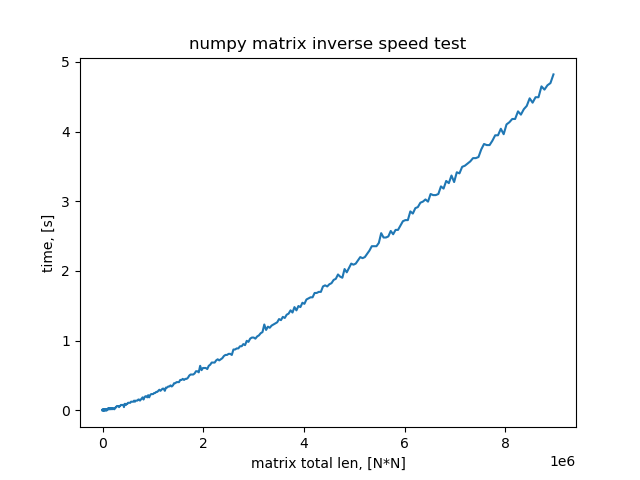 numpy matrix inverse speed test
5
4
3
2
1
0
time, [s]
0 2 4 6 8
1e6
matrix total len, [N*N]